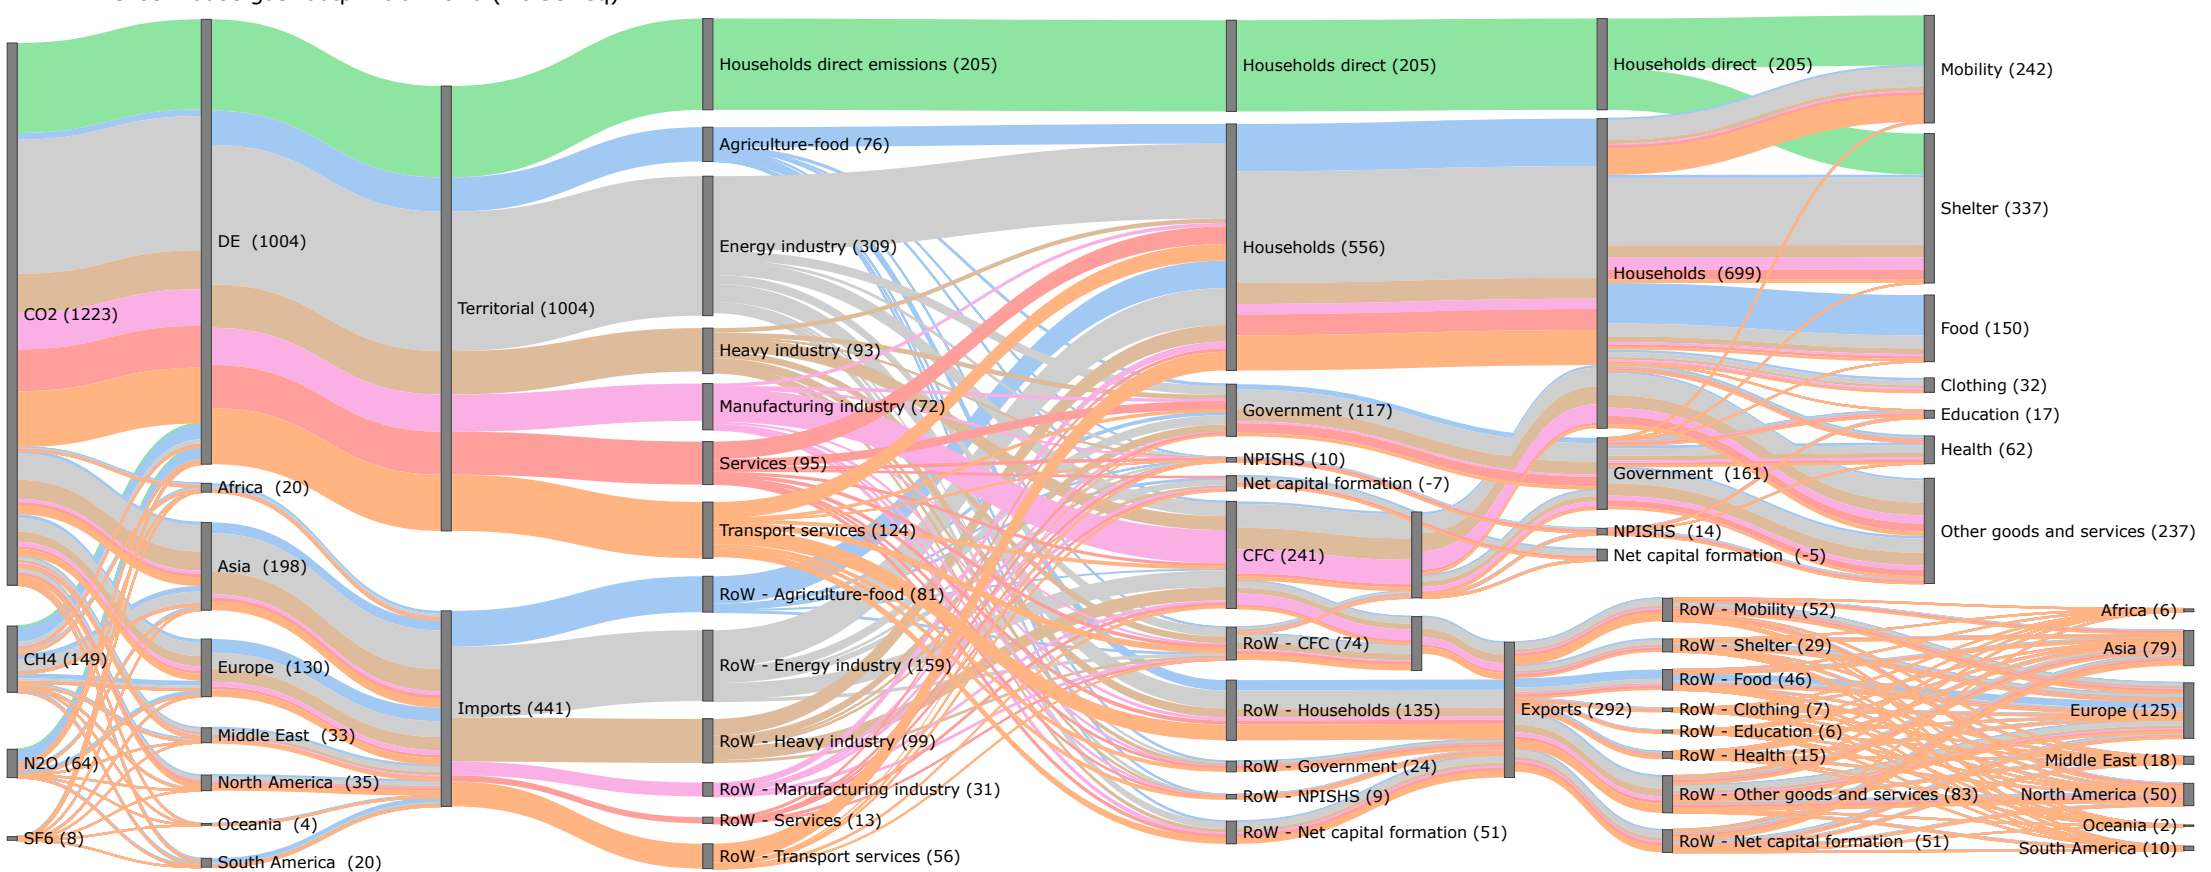 CO2 (1223)
CH4 (149)
N2O (64)
SF6 (8)
DE  (1004)
Africa  (20)
Asia  (198)
Europe  (130)
Middle East  (33)
North America  (35)
Oceania  (4)
South America  (20)
Territorial (1004)
Imports (441)
Households direct emissions (205)
Agriculture-food (76)
Energy industry (309)
Heavy industry (93)
Manufacturing industry (72)
Services (95)
Transport services (124)
RoW - Agriculture-food (81)
RoW - Energy industry (159)
RoW - Heavy industry (99)
RoW - Manufacturing industry (31)
RoW - Services (13)
RoW - Transport services (56)
Households direct (205)
Households (556)
Government (117)
NPISHS (10)
Net capital formation (-7)
CFC (241)
RoW - CFC (74)
RoW - Households (135)
RoW - Government (24)
RoW - NPISHS (9)
RoW - Net capital formation (51)
Exports (292)
Households direct  (205)
Households  (699)
Government  (161)
NPISHS  (14)
Net capital formation  (-5)
RoW - Mobility (52)
RoW - Shelter (29)
RoW - Food (46)
RoW - Clothing (7)
RoW - Education (6)
RoW - Health (15)
RoW - Other goods and services (83)
RoW - Net capital formation  (51)
Mobility (242)
Shelter (337)
Food (150)
Clothing (32)
Education (17)
Health (62)
Other goods and services (237)
Africa (6)
Asia (79)
Europe (125)
Middle East (18)
North America (50)
Oceania (2)
South America (10)